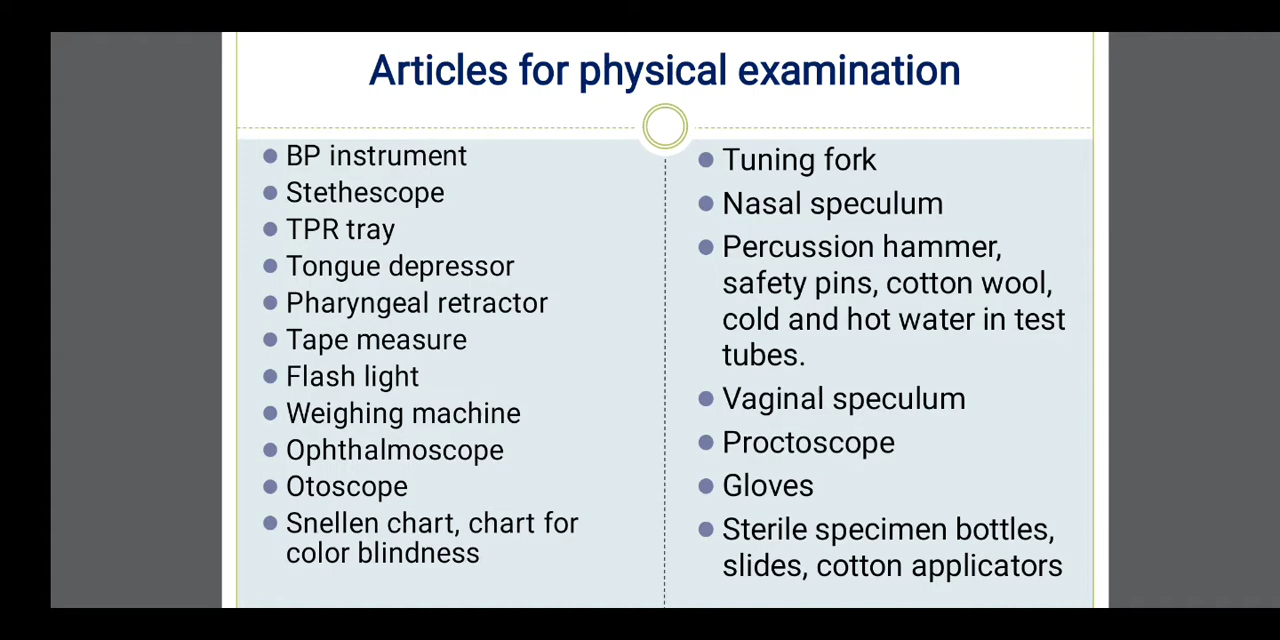 Articles for physical examination
BP instrument
Stethescope
TPR tray
Tongue depressor
Pharyngeal retractor
Tape measure
Flash light
Weighing machine
Ophthalmoscope
Otoscope
Snellen chart, chart for
color blindness
Tuning fork
Nasal speculum
Percussion hammer,
safety pins, cotton wool,
cold and hot water in test
tubes.
Vaginal speculum
Proctoscope
Gloves
Sterile specimen bottles,
slides, cotton applicators